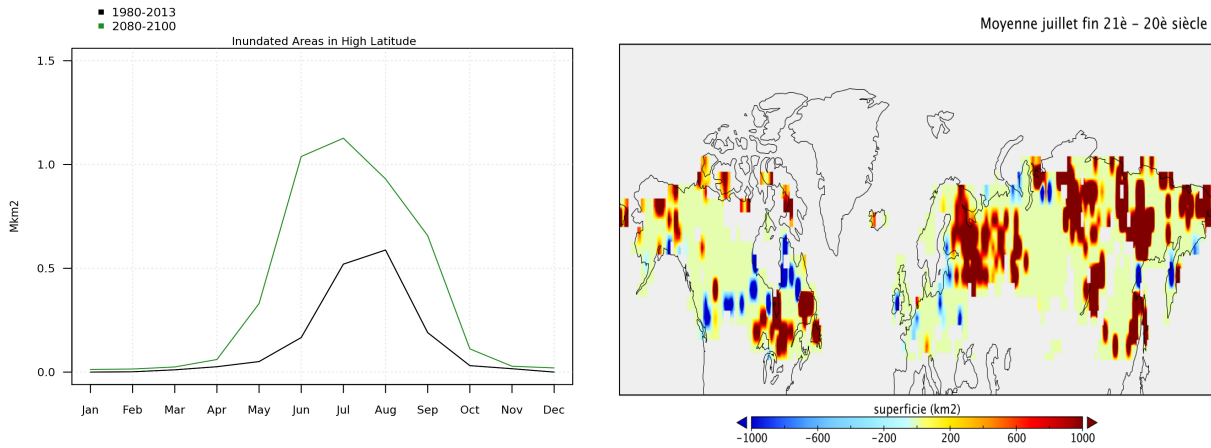 1980-2013
2080-2100
Inundated Areas in High Latitude
Mkm2
1.5
1.0
0.5
0.0
Jan Feb Mar Apr May Jun Jul Aug Sep Oct Nov Dec
Moyenne juillet fin 21è - 20è siècle
superficie (km2)
-1000 -600 -200 200 600 1000